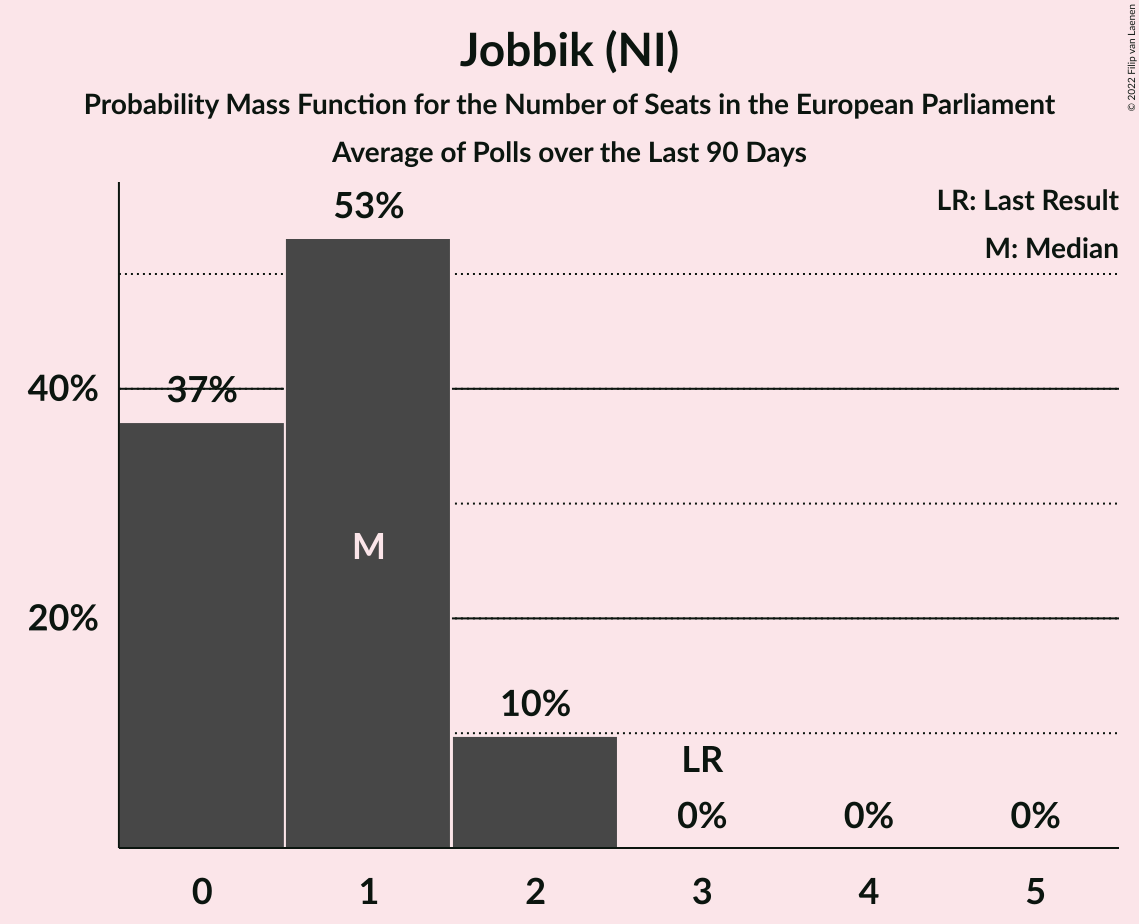 Jobbik (NI)
Probability Mass Function for the Number of Seats in the European Parliament
Average of Polls over the Last 90 Days
© 2022 Filip van Laenen
LR: Last Result
M: Median
53%
40%
37%
M
20%
10%
LR
0%
0%
0%
0
1
2
3
4
5